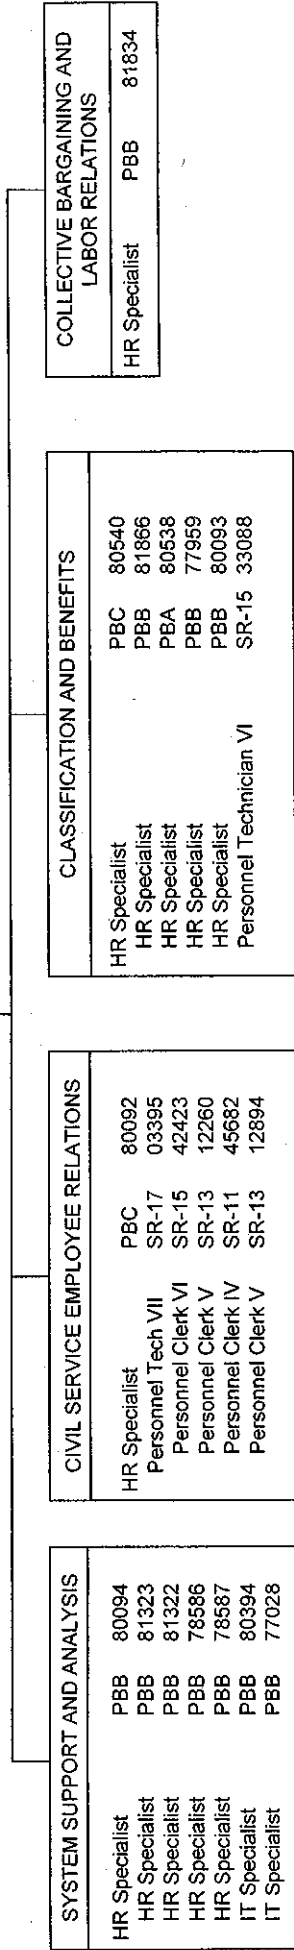 SYSTEM SUPPORT AND ANALYSIS
HR Specialist PBB 80094
HR Specialist PBB 81323
HR Specialist PBB 81322
HR Specialist PBB 78586
HR Specialist PBB 78587
IT Specialist PBB 80394
IT Specialist PBB 77028
CIVIL SERVICE EMPLOYEE RELATIONS
HR Specialist PBC 80092
Personnel Tech VII SR-17 03395
Personnel Clerk VI SR-15 42423
Personnel Clerk V SR-13 12260
Personnel Clerk IV SR-11 45682
Personnel Clerk V SR-13 12894
CLASSIFICATION AND BENEFITS
HR Specialist PBC 80540
HR Specialist PBB 81866
HR Specialist PBA 80538
HR Specialist PBB 77959
HR Specialist PBB 80093
Personnel Technician VI SR-15 33088
COLLECTIVE BARGAINING AND
LABOR RELATIONS
HR Specialist PBB 81834